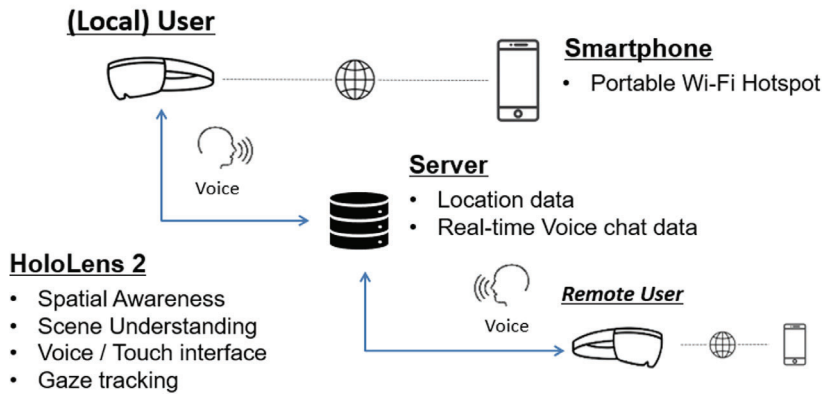 (Local) User
Smartphone
• Portable Wi-Fi Hotspot
Voice
Server
• Location data
• Real-time Voice chat data
HoloLens 2
• Spatial Awareness
• Scene Understanding
• Voice / Touch interface
• Gaze tracking
Voice
Remote User